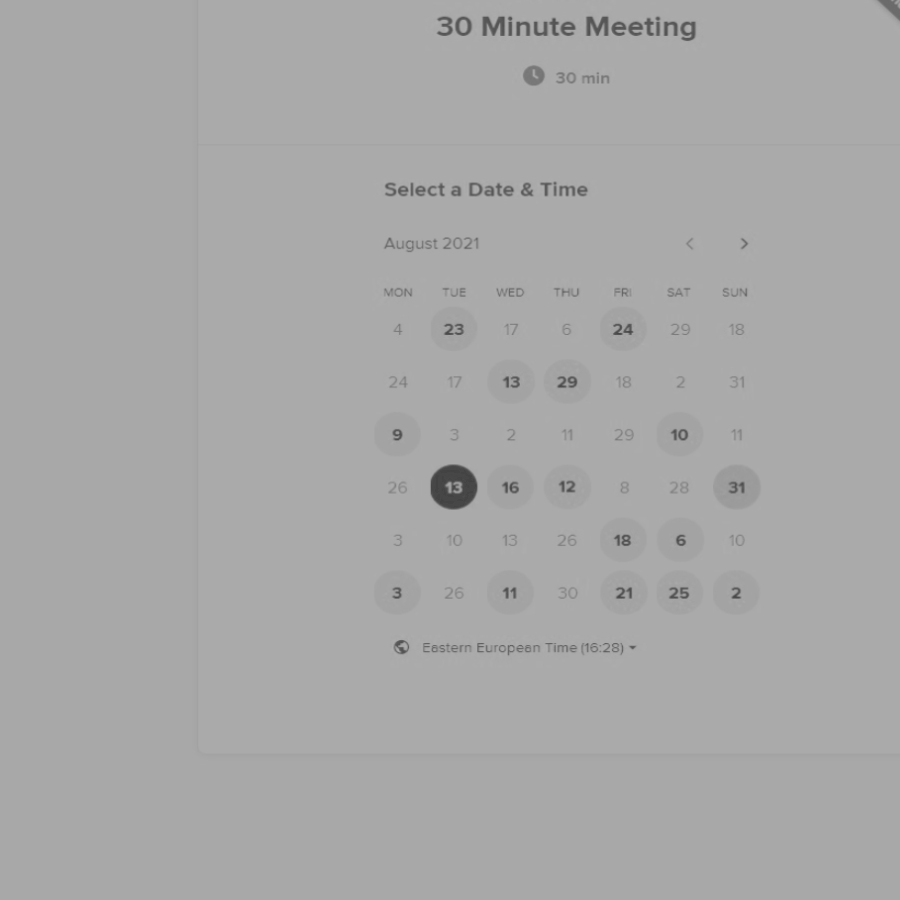 30 Minute Meeting
30 min
Select a Date & Time
August 2021
MON TUE WED THU FRI SAT SUN
4 23 17 6 24 29 18
24 17 13 29 18 2 31
9 3 2 11 29 10 11
26 13 16 12 8 28 31
3 10 13 26 18 6 10
3 26 11 30 21 25 2
Eastern European Time (16:28)